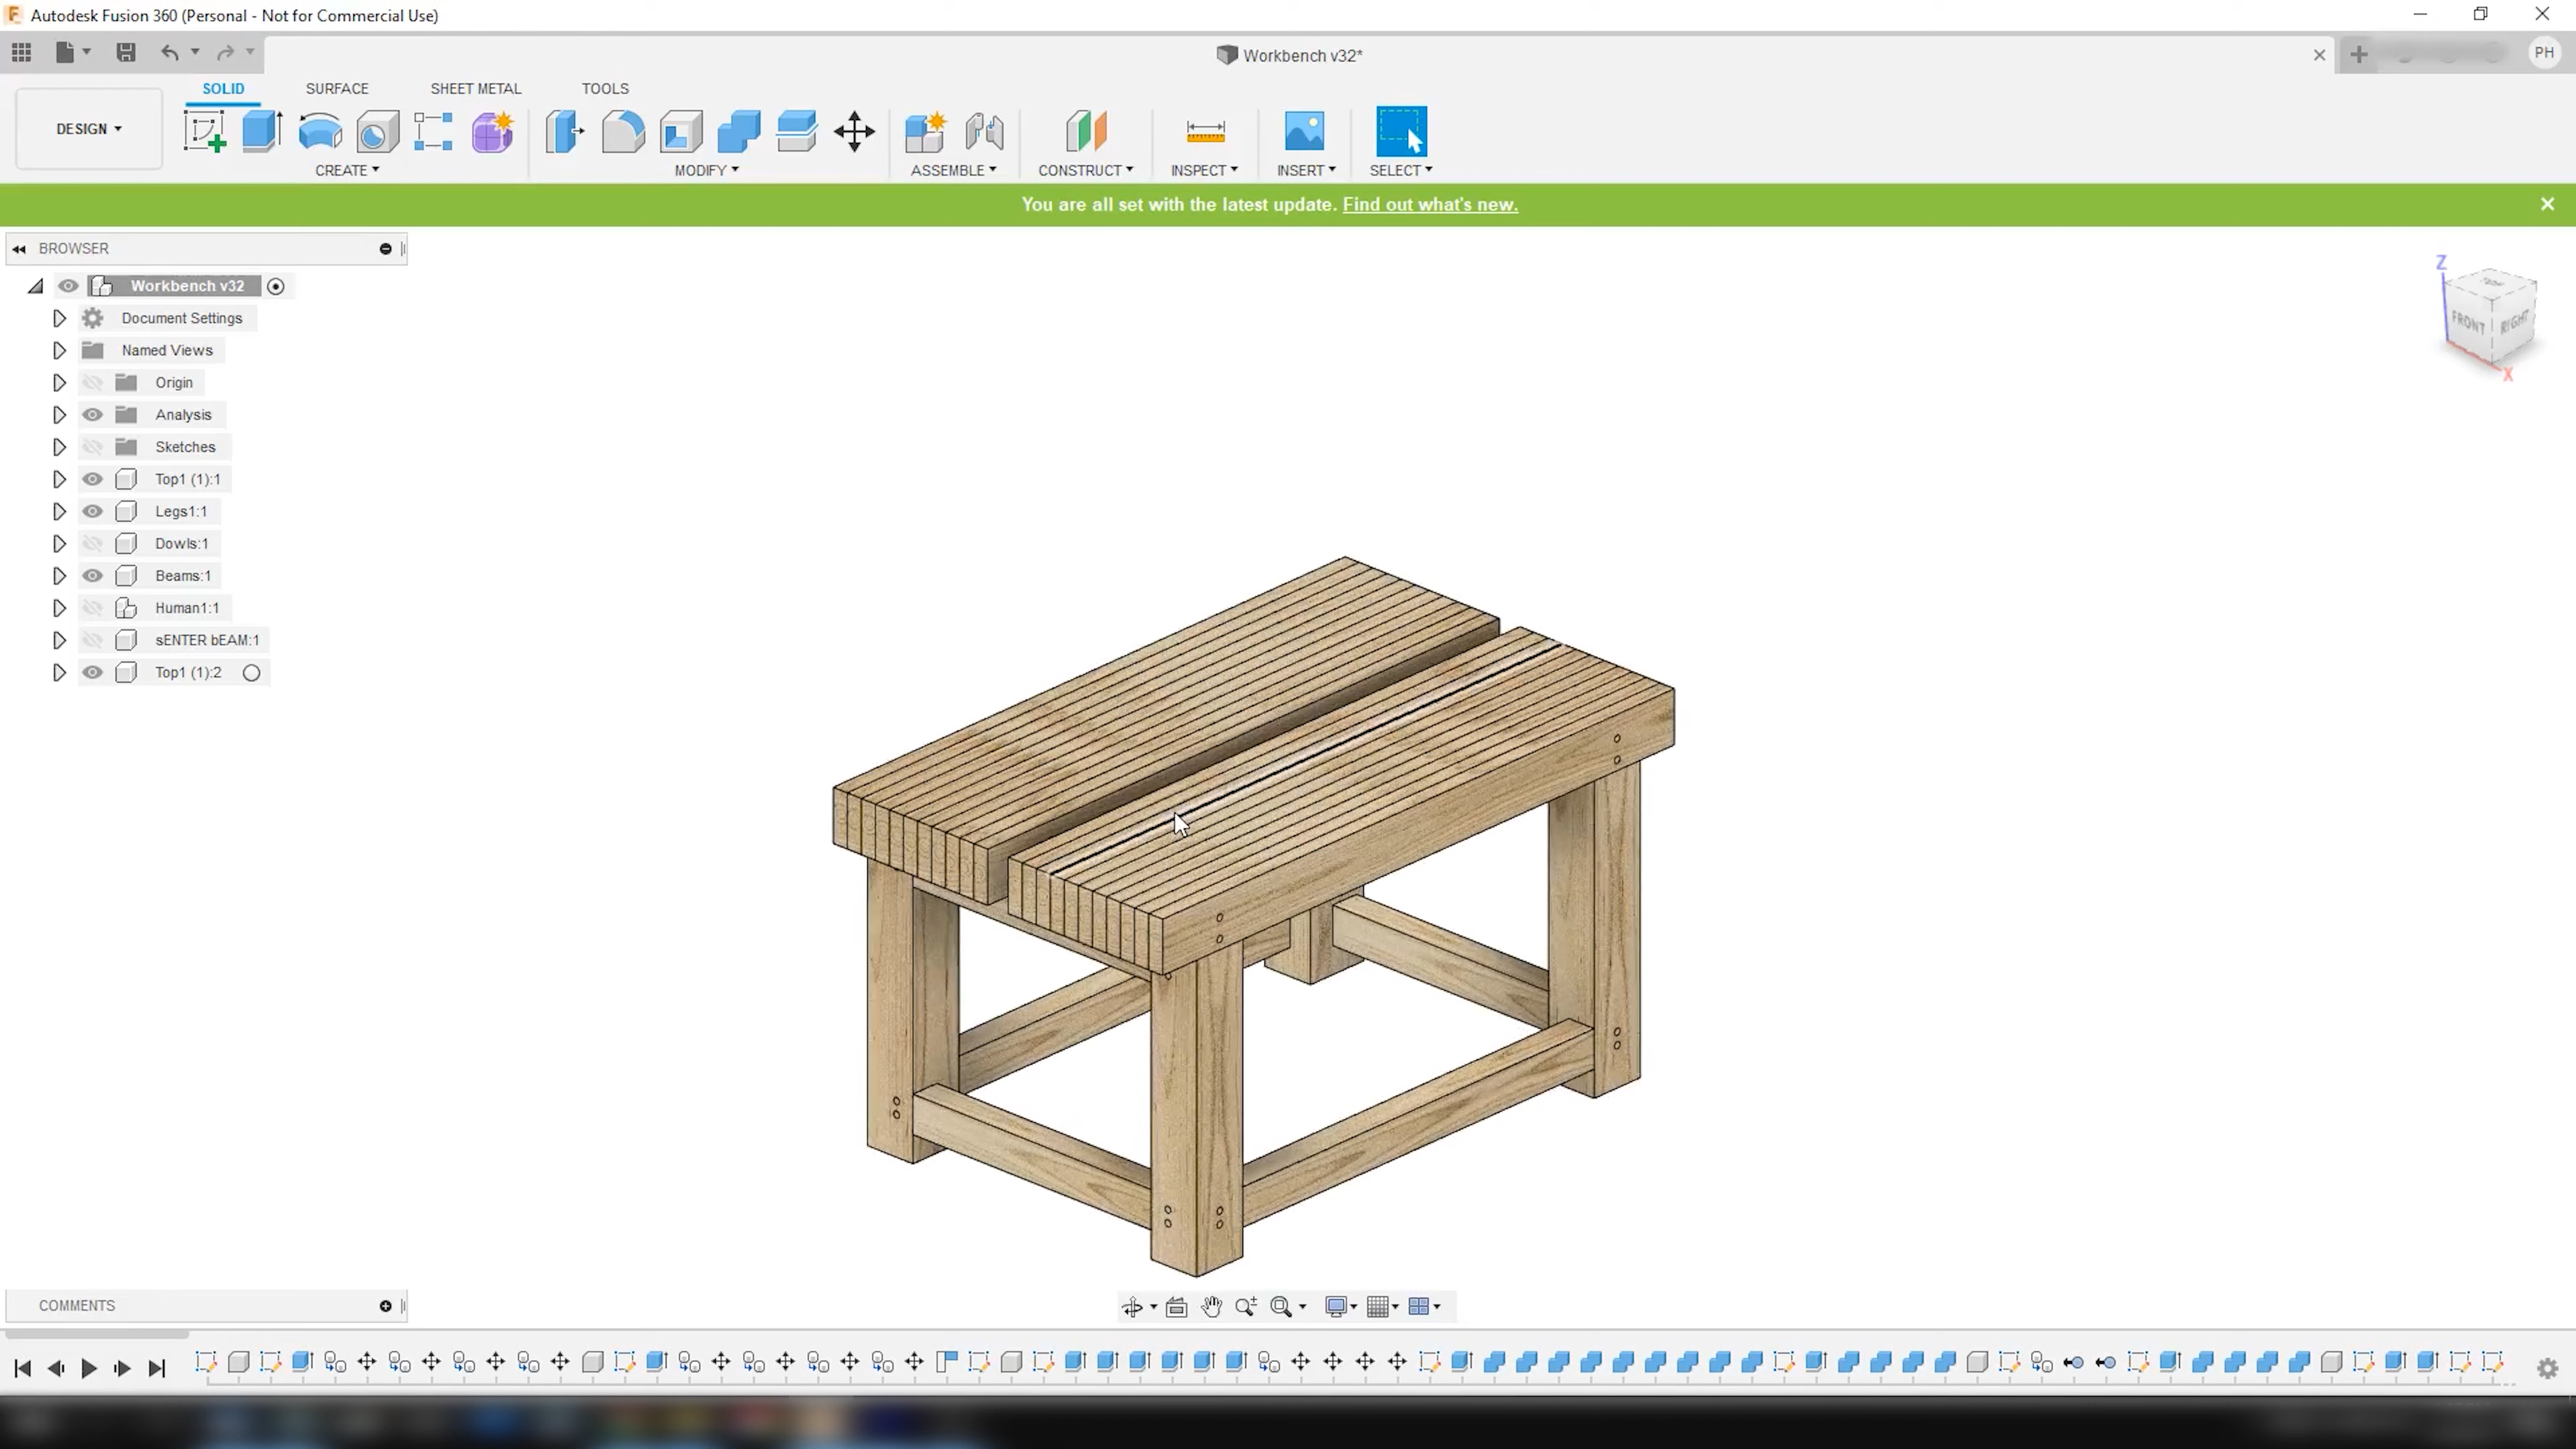 Autodesk Fusion 360 (Personal - Not for Commercial Use)
Workbench v32*
PH
SOLID SURFACE SHEET METAL TOOLS
DESIGN
CREATE MODIFY ASSEMBLE CONSTRUCT INSPECT INSERT SELECT
You are all set with the latest update. Find out what's new.
BROWSER
Workbench v32
Document Settings
Named Views
Origin
Analysis
Sketches
Top1 (1):1
Legs1:1
Dowls:1
Beams:1
Human1:1
sENTER bEAM:1
Top1 (1):2
Z
FRONT RIGHT
X
COMMENTS